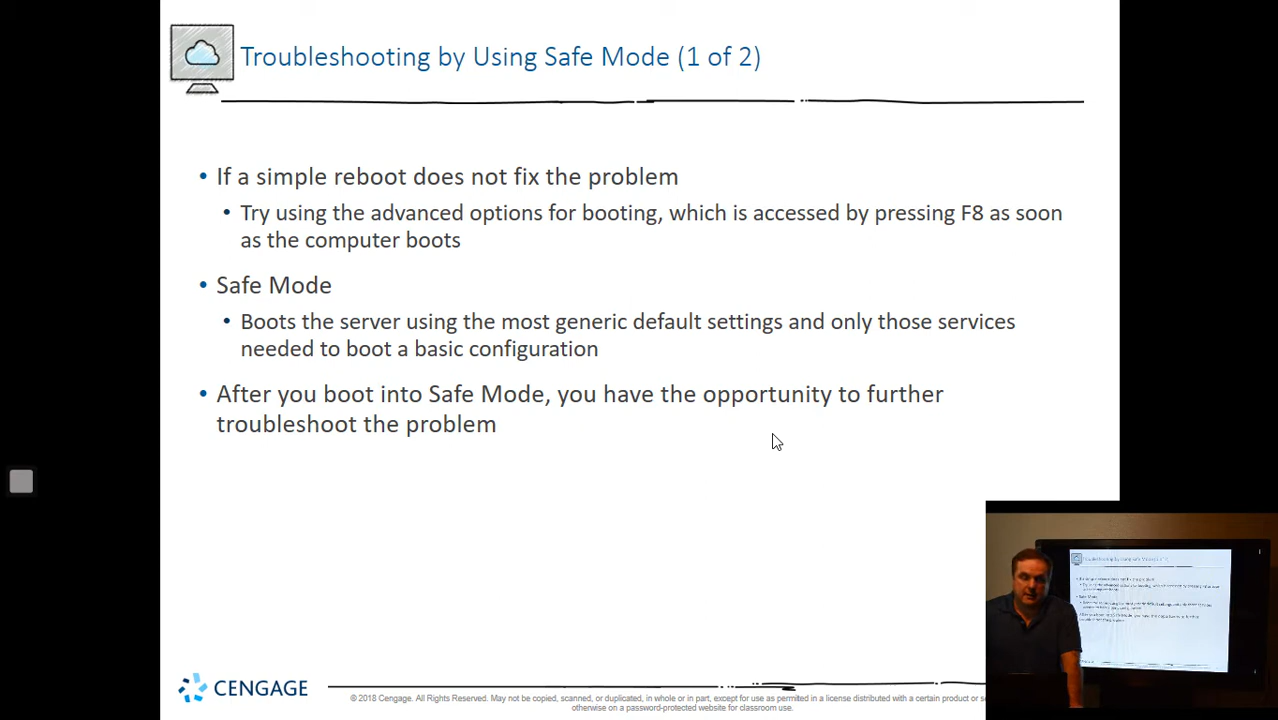 Troubleshooting by Using Safe Mode (1 of 2)
• If a simple reboot does not fix the problem
• Try using the advanced options for booting, which is accessed by pressing F8 as soon
as the computer boots
• Safe Mode
• Boots the server using the most generic default settings and only those services
needed to boot a basic configuration
• After you boot into Safe Mode, you have the opportunity to further
troubleshoot the problem
CENGAGE
© 2018 Cengage. All Rights Reserved. May not be copied, scanned, or duplicated, in whole or in part, except for use as permitted in a license distributed with a certain product or
otherwise on a password-protected website for classroom use.